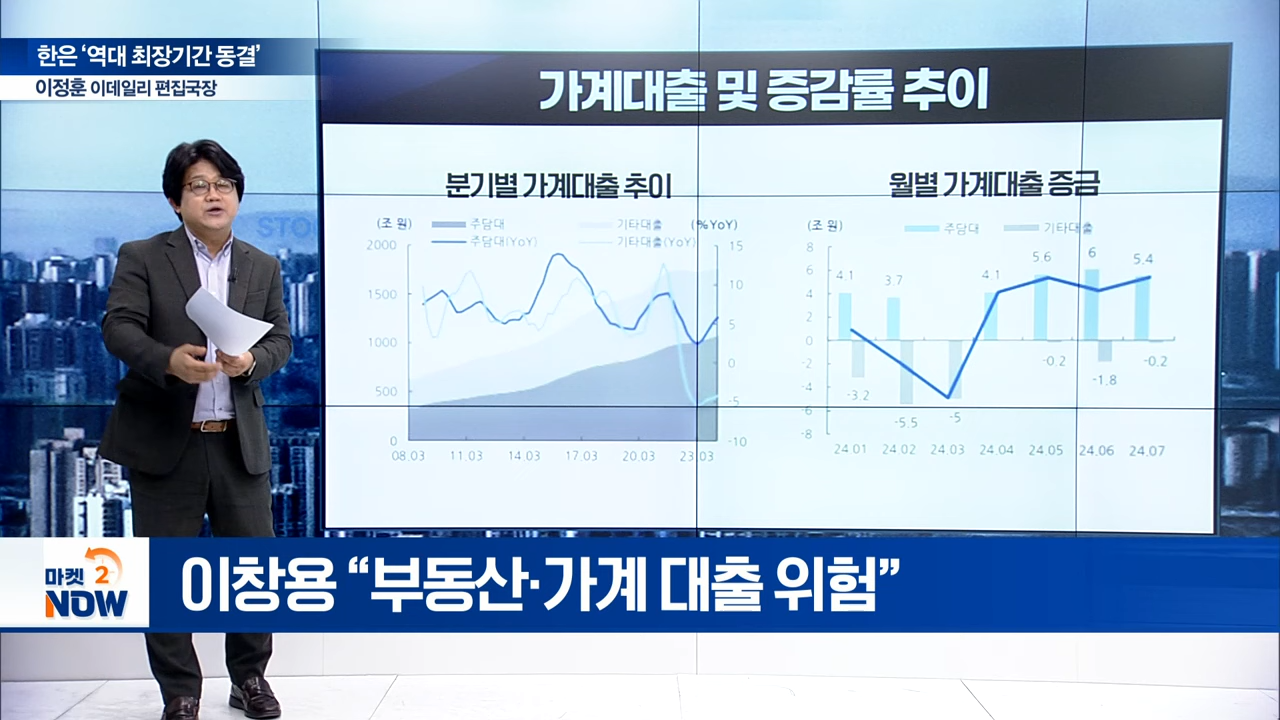 한은 ‘역대 최장기간 동결’
이정훈 이데일리 편집국장
STO
가계대출 및 증감률 추이
분기별 가계대출 추이
(조 원)
주담대
기타대출
(%YoY)
주담대(YoY)
기타대출(YoY)
2000
1500
1000
500
0
15
10
5
0
-5
-10
08.03
11.03
14.03
17.03
20.03
23.03
월별 가계대출 증금
(조 원)
주담대
기타대출
8
6
4
2
0
-2
-4
-6
-8
4.1
3.7
4.1
5.6
6
5.4
-3.2
-5.5
-5
-0.2
-1.8
-0.2
24.01
24.02
24.03
24.04
24.05
24.06
24.07
마켓 2
NOW
이창용 “부동산·가계 대출 위험”